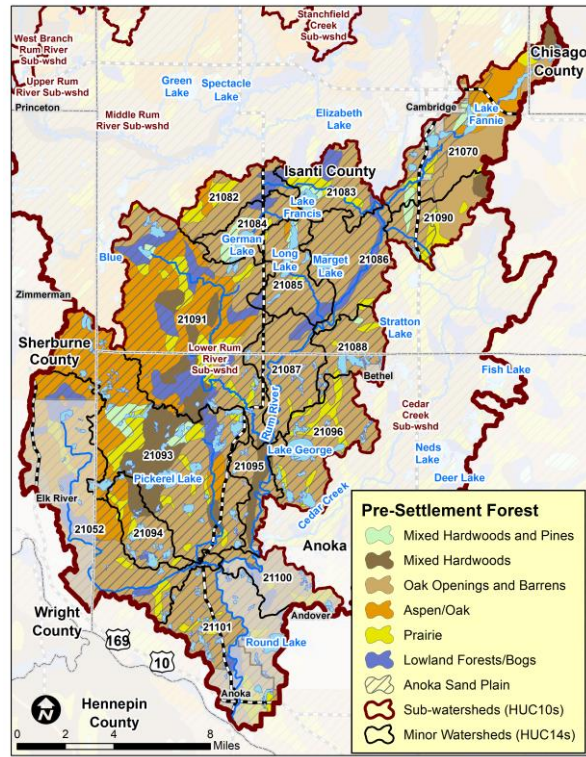 Stanchfield
Creek
Sub-wshd
West Branch
Rum River
Sub-wshd
Chisago
County
Upper Rum
River Sub-wshd
Green
Lake
Spectacle
Lake
Princeton
Middle Rum
River Sub-wshd
Elizabeth
Lake
Cambridge
Lake
Fannie
21070
Isanti County
21082
21083
Lake
Francis
21084
21090
German
Lake
Blue
Long
Lake
Marget
Lake
21086
21085
Zimmerman
21091
Stratton
Lake
Sherburne
County
Lower Rum
River
Sub-wshd
21088
21087
Bethel
Fish Lake
Rum River
Cedar
Creek
Sub-wshd
21096
21093
21095
Lake George
Neds
Lake
Pickerel Lake
Deer Lake
Elk River
Cedar Creek
21052
21094
Anoka
21100
Wright
County
Andover
21101
169
10
Round Lake
Anoka
Hennepin
County
N
0 2 4 8
Miles
Pre-Settlement Forest
Mixed Hardwoods and Pines
Mixed Hardwoods
Oak Openings and Barrens
Aspen/Oak
Prairie
Lowland Forests/Bogs
Anoka Sand Plain
Sub-watersheds (HUC10s)
Minor Watersheds (HUC14s)